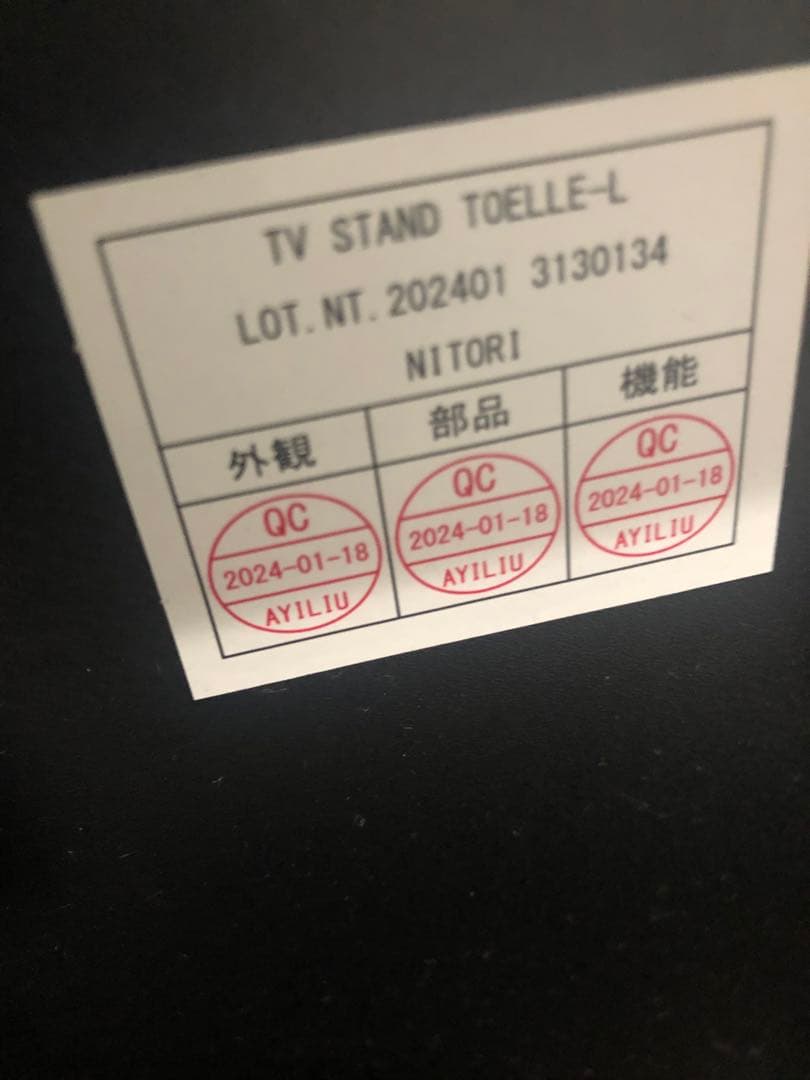 TV STAND TOELLE-L
LOT.NT.202401 3130134
NITORI
外観 部品 機能
QC QC QC
2024-01-18 2024-01-18 2024-01-18
AYILIU AYILIU AYILIU